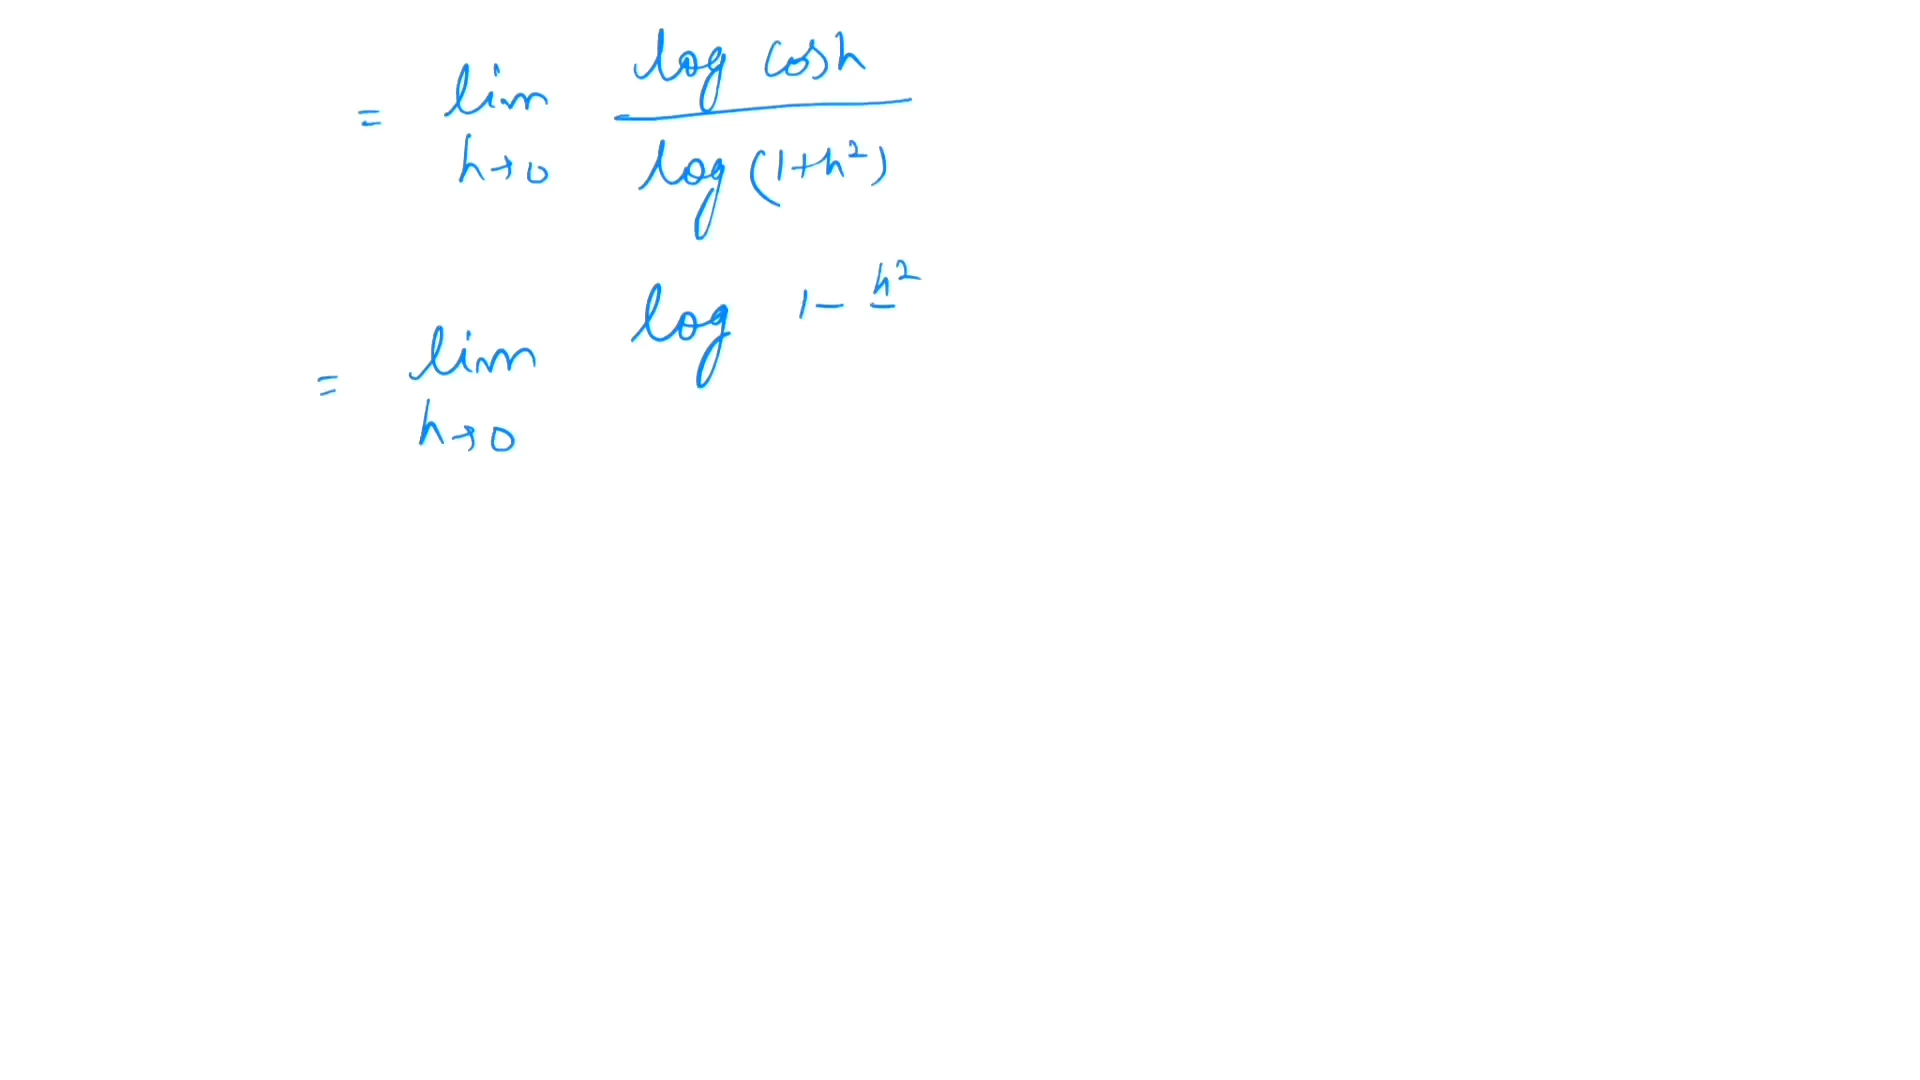 = lim log cosh / log (1+h²)
h→0
= lim log 1 - h²
h→0